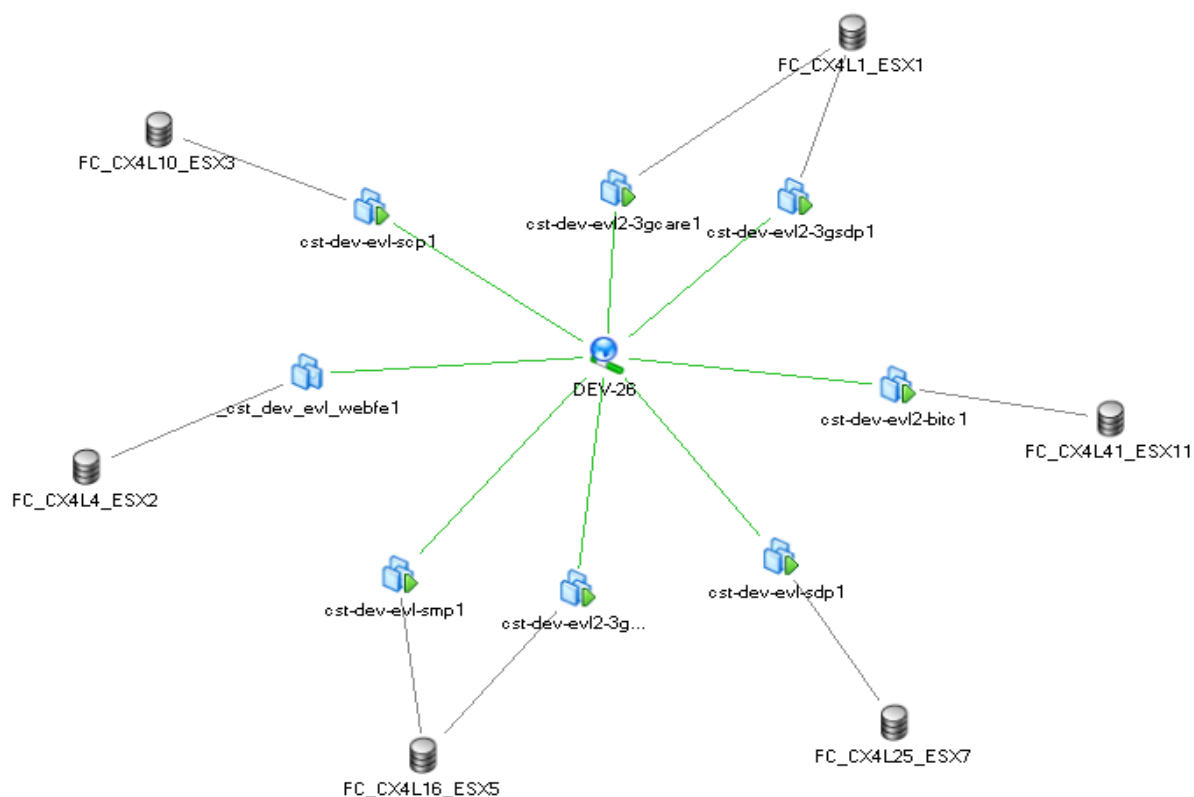 FC_CX4L1_ESX1
FC_CX4L10_ESX3
cst-dev-evl2-3gcare1
cst-dev-evl2-3gsdp1
cst-dev-evl-scp1
DEV-26
_cst_dev_evl_webfe1
cst-dev-evl2-bitc1
FC_CX4L41_ESX11
FC_CX4L4_ESX2
cst-dev-evl-sdp1
cst-dev-evl-smp1
cst-dev-evl2-3g...
FC_CX4L25_ESX7
FC_CX4L16_ESX5